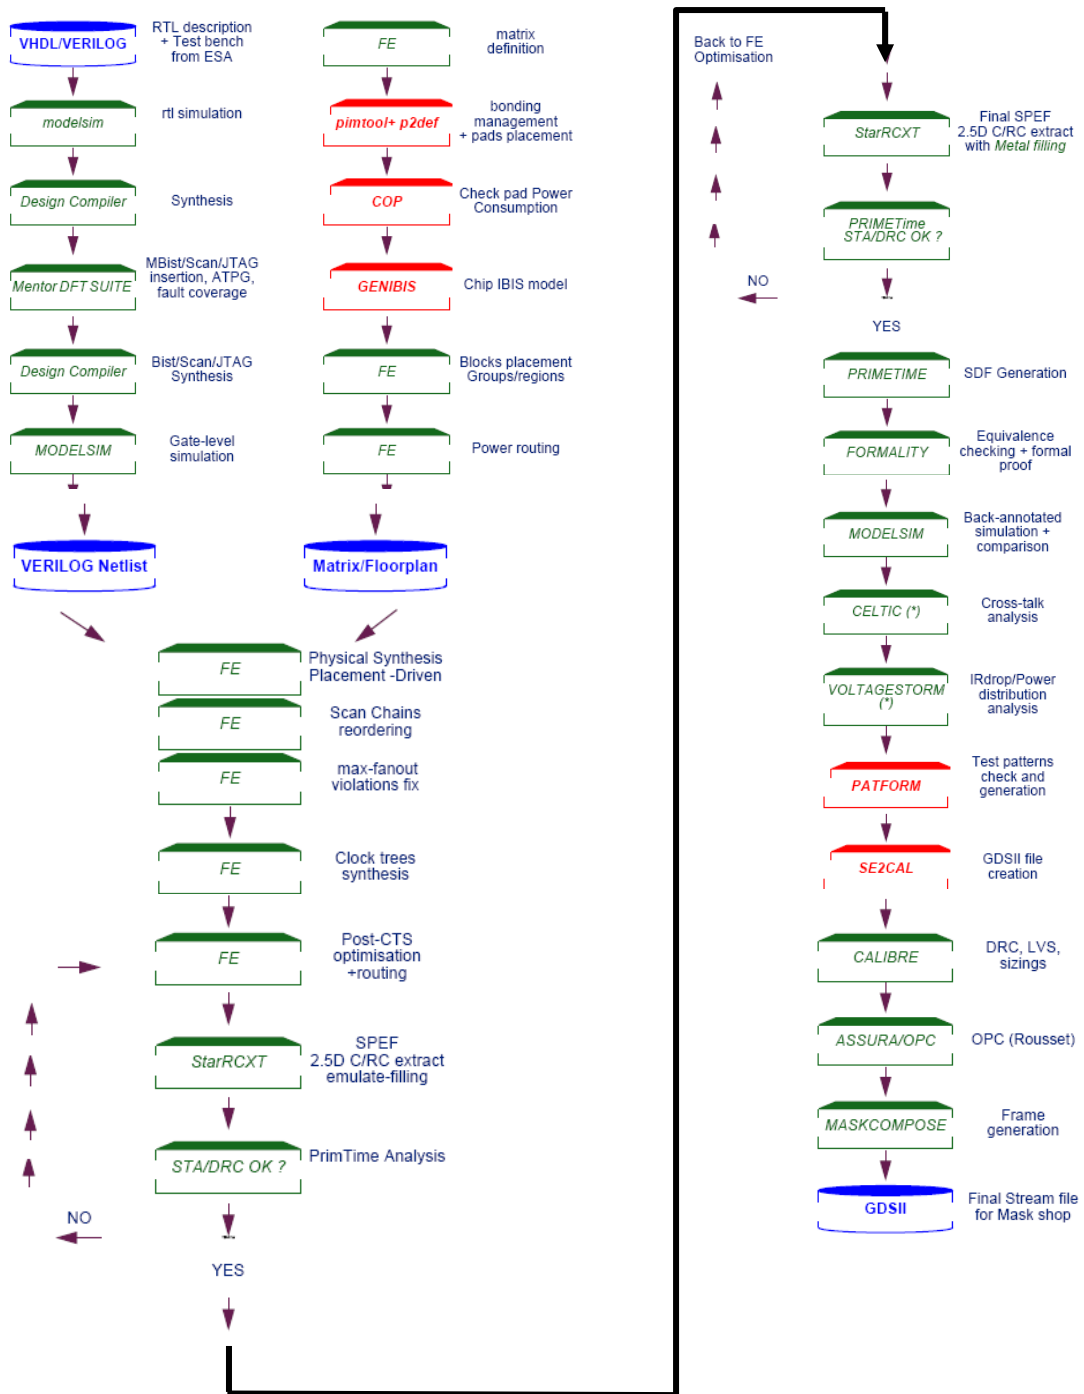 VHDL/VERILOG
RTL description
+ Test bench
from ESA
modelsim
rtl simulation
Design Compiler
Synthesis
Mentor DFT SUITE
MBist/Scan/JTAG
insertion, ATPG,
fault coverage
Design Compiler
Bist/Scan/JTAG
Synthesis
MODELSIM
Gate-level
simulation
VERILOG Netlist
FE
matrix
definition
pimtool+ p2def
bonding
management
+ pads placement
COP
Check pad Power
Consumption
GENIBIS
Chip IBIS model
FE
Blocks placement
Groups/regions
FE
Power routing
Matrix/Floorplan
FE
Physical Synthesis
Placement -Driven
FE
Scan Chains
reordering
FE
max-fanout
violations fix
FE
Clock trees
synthesis
FE
Post-CTS
optimisation
+routing
StarRCXT
SPEF
2.5D C/RC extract
emulate-filling
STA/DRC OK ?
PrimTime Analysis
NO
YES
Back to FE
Optimisation
StarRCXT
Final SPEF
2.5D C/RC extract
with Metal filling
PRIMETime
STA/DRC OK ?
NO
YES
PRIMETIME
SDF Generation
FORMALITY
Equivalence
checking + formal
proof
MODELSIM
Back-annotated
simulation +
comparison
CELTIC (*)
Cross-talk
analysis
VOLTAGESTORM
(*)
IRdrop/Power
distribution
analysis
PATFORM
Test patterns
check and
generation
SE2CAL
GDSII file
creation
CALIBRE
DRC, LVS,
sizings
ASSURA/OPC
OPC (Rousset)
MASKCOMPOSE
Frame
generation
GDSII
Final Stream file
for Mask shop